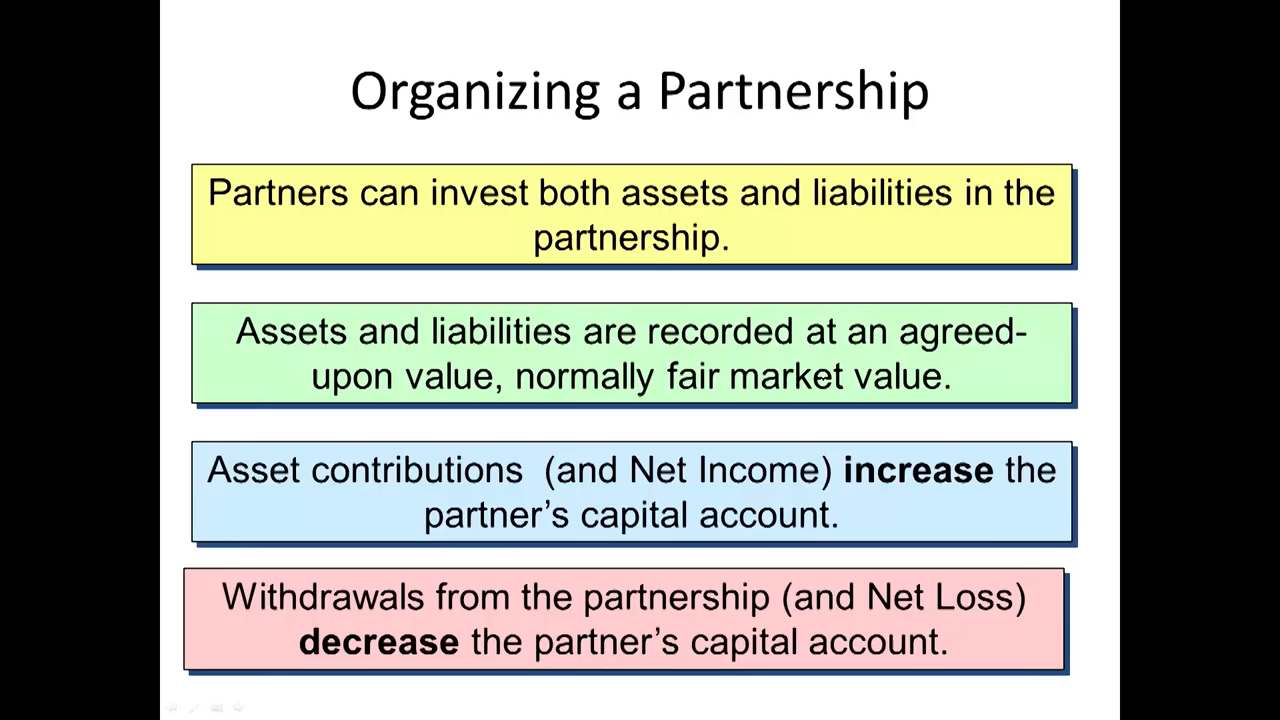 Organizing a Partnership
Partners can invest both assets and liabilities in the
partnership.
Assets and liabilities are recorded at an agreed-
upon value, normally fair market value.
Asset contributions  (and Net Income) increase the
partner’s capital account.
Withdrawals from the partnership (and Net Loss)
decrease the partner’s capital account.